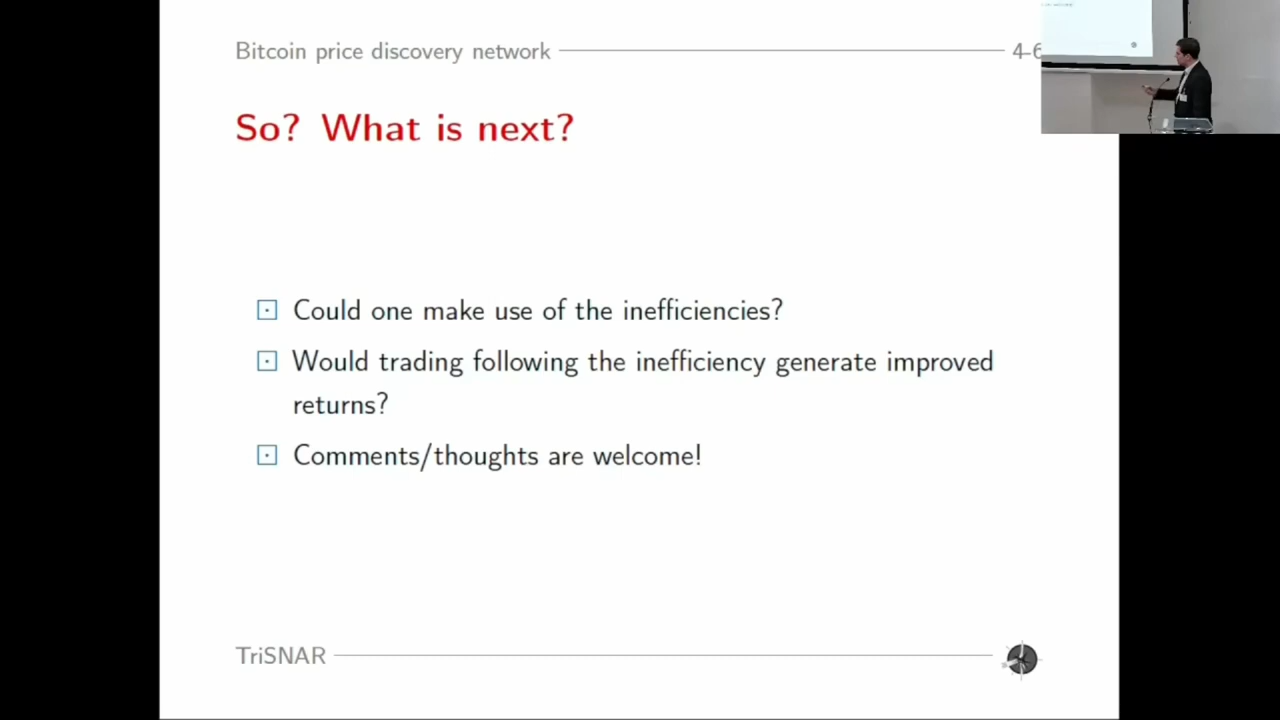 Bitcoin price discovery network
4-6
So? What is next?
Could one make use of the inefficiencies?
Would trading following the inefficiency generate improved
returns?
Comments/thoughts are welcome!
TriSNAR